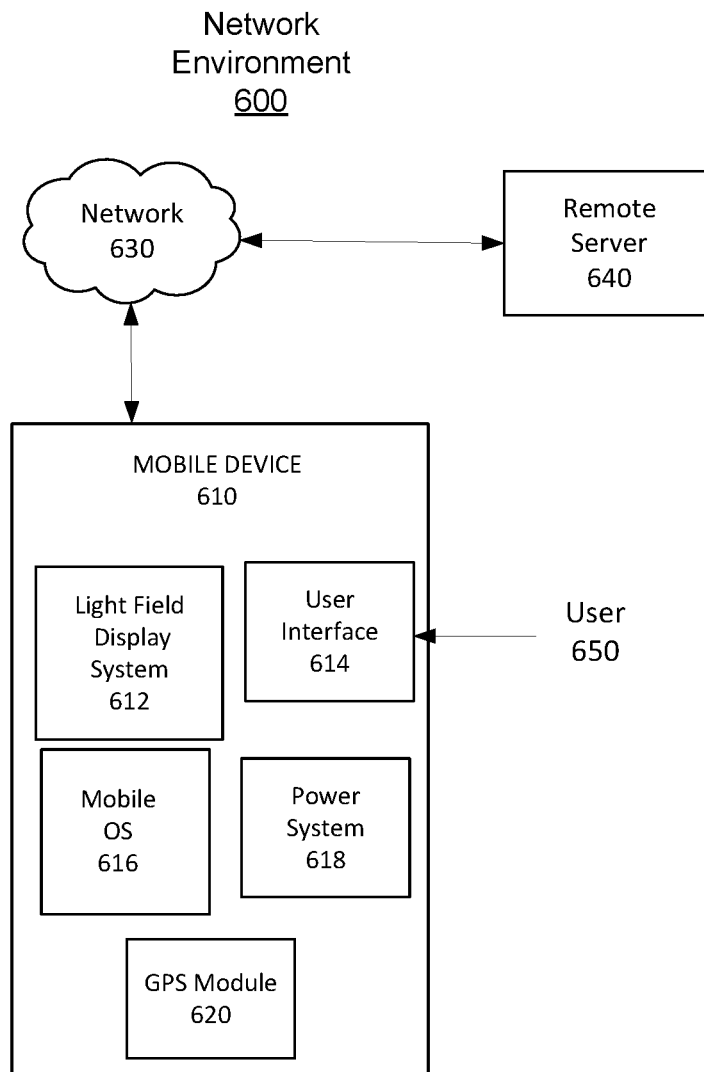 Network
Environment
600
Network
630
Remote
Server
640
MOBILE DEVICE
610
Light Field
Display
System
612
User
Interface
614
User
650
Mobile
OS
616
Power
System
618
GPS Module
620